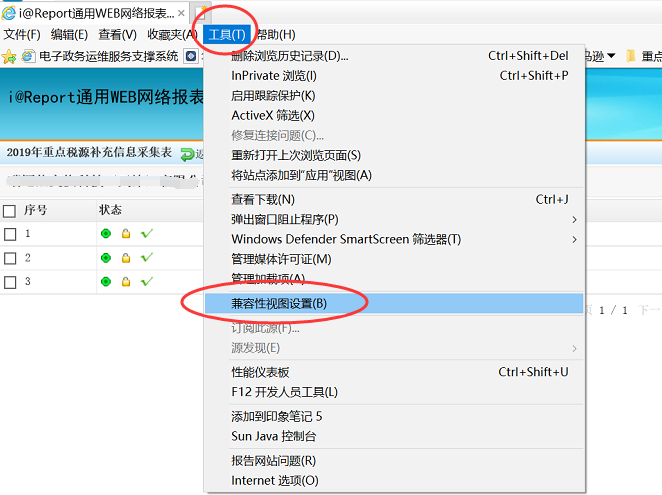 i@Report通用WEB网络报表...
文件(F) 编辑(E) 查看(V) 收藏夹(A) 工具(T) 帮助(H)
电子政务运维服务支撑系统
马逊 重点
i@Report通用WEB网络报表
2019年重点税源补充信息采集表
序号 状态
1
2
3
删除浏览历史记录(D)... Ctrl+Shift+Del
InPrivate 浏览(I) Ctrl+Shift+P
启用跟踪保护(K)
ActiveX 筛选(X)
修复连接问题(C)...
重新打开上次浏览页面(S)
将站点添加到“应用”视图(A)
查看下载(N) Ctrl+J
弹出窗口阻止程序(P)
Windows Defender SmartScreen 筛选器(T)
管理媒体许可证(M)
管理加载项(A)
兼容性视图设置(B)
订阅此源(F)...
源发现(E)
性能仪表板 Ctrl+Shift+U
F12 开发人员工具(L)
添加到印象笔记 5
Sun Java 控制台
报告网站问题(R)
Internet 选项(O)
页 1 / 1 下一